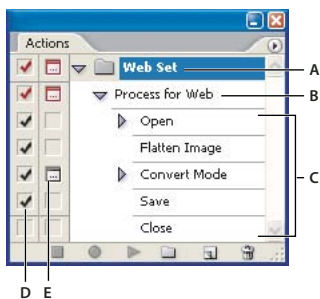 Actions
Web Set
A
Process for Web
B
Open
Flatten Image
Convert Mode
C
Save
Close
D E